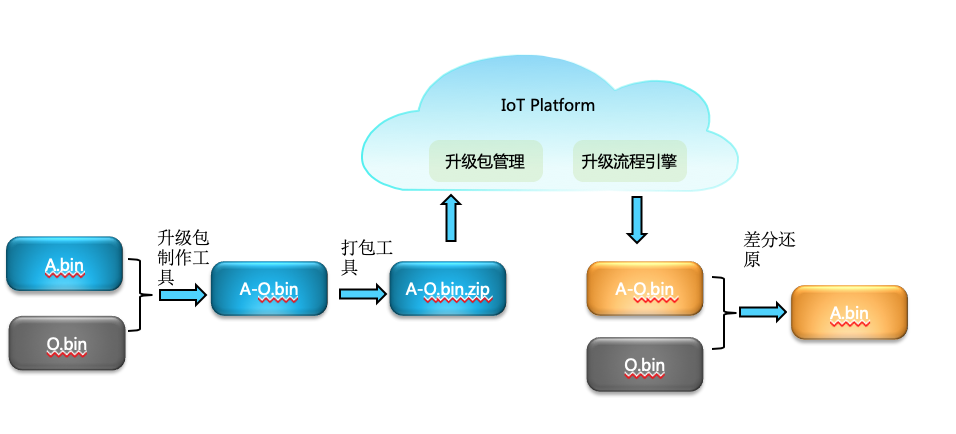 IoT Platform
升级包管理
升级流程引擎
A.bin
O.bin
升级包
制作工
具
A-O.bin
打包工
具
A-O.bin.zip
A-O.bin
O.bin
差分还
原
A.bin